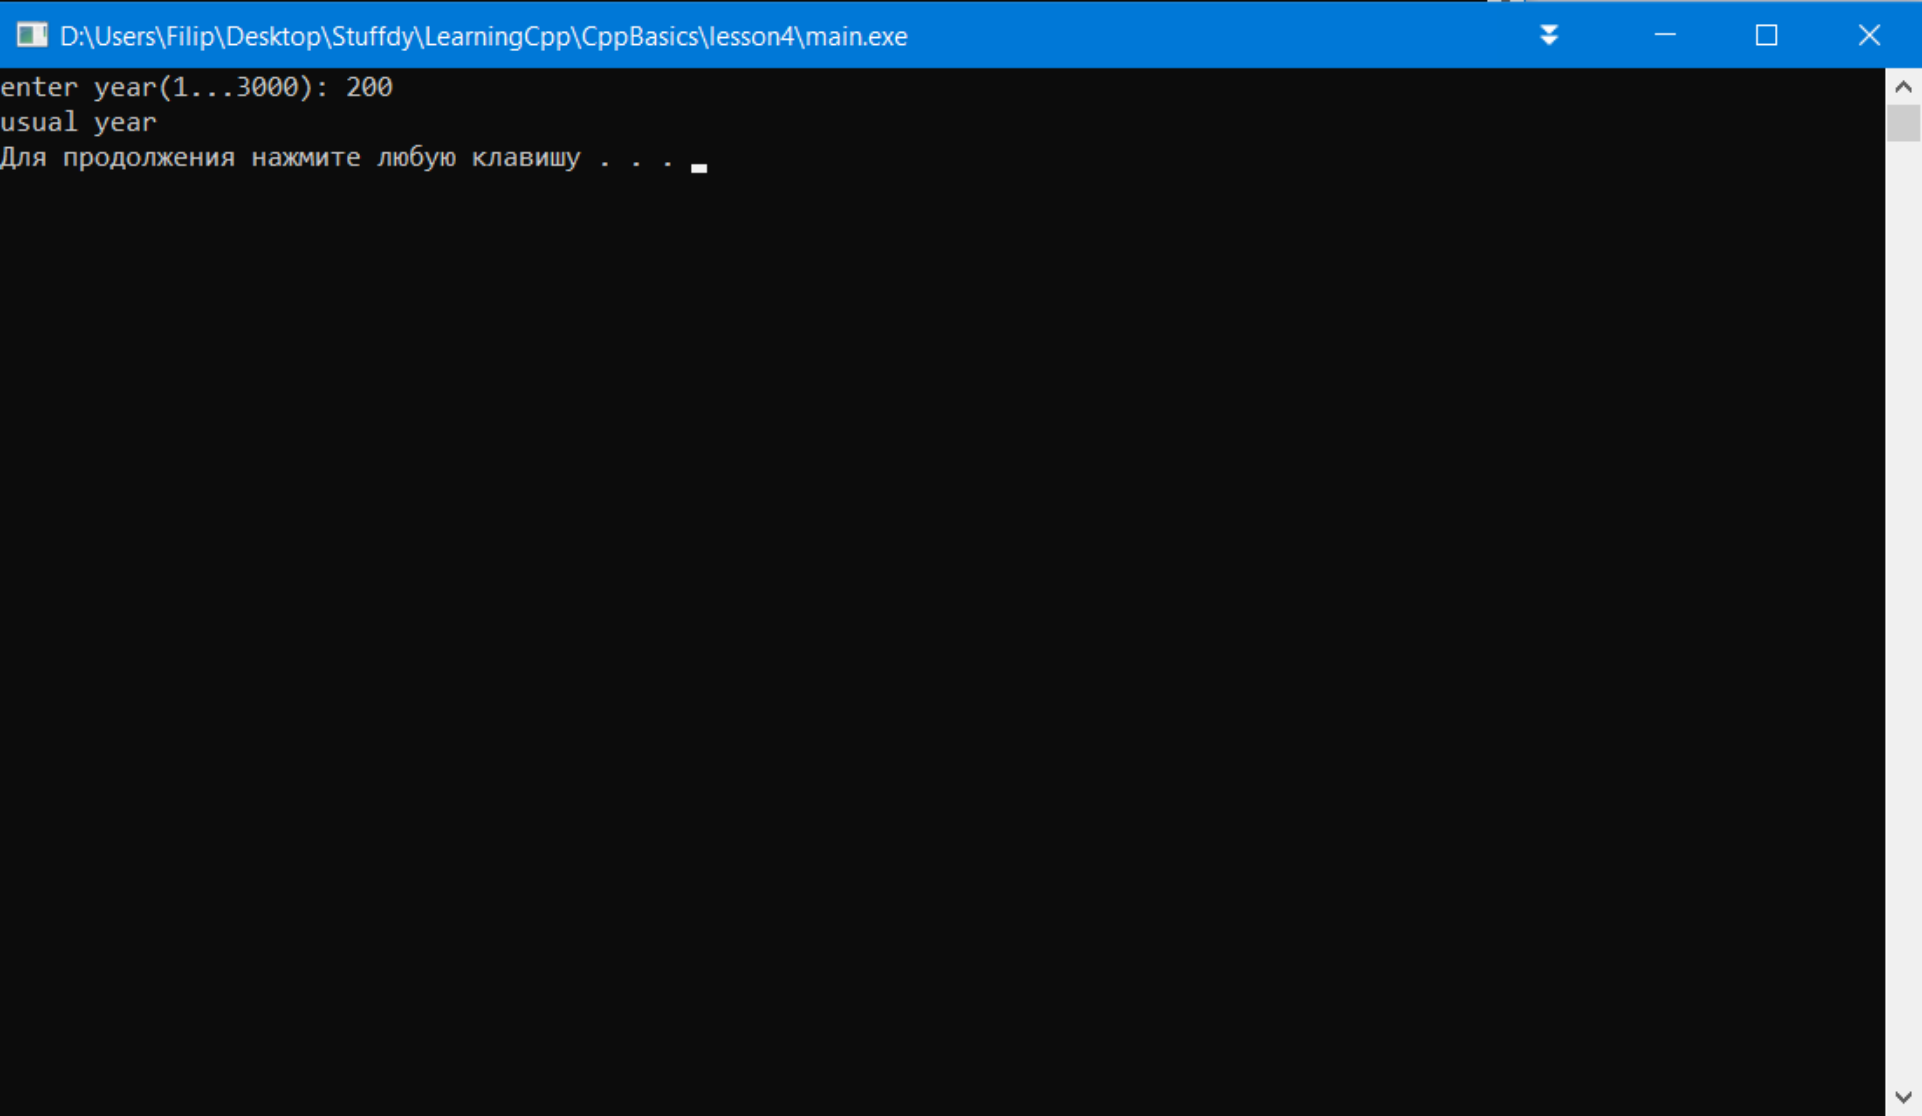 D:\Users\Filip\Desktop\Stuffdy\LearningCpp\CppBasics\lesson4\main.exe
enter year(1...3000): 200
usual year
Для продолжения нажмите любую клавишу . . .